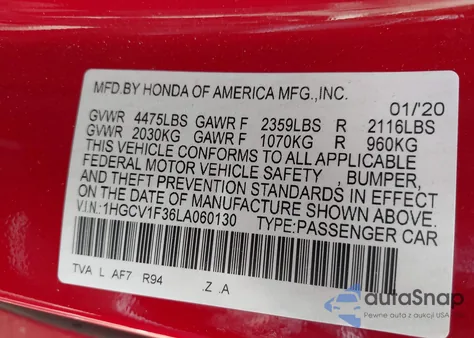 MFD.BY HONDA OF AMERICA MFG.,INC.
01/'20
GVWR 4475LBS GAWR F 2359LBS R 2116LBS
GVWR 2030KG GAWR F 1070KG R 960KG
THIS VEHICLE CONFORMS TO ALL APPLICABLE
FEDERAL MOTOR VEHICLE SAFETY , BUMPER,
AND THEFT PREVENTION STANDARDS IN EFFECT
ON THE DATE OF MANUFACTURE SHOWN ABOVE.
V.I.N.:1HGCV1F36LA060130 TYPE:PASSENGER CAR
TVA L AF7 R94 .Z .A
autaSnap
Pewne auta z aukcji USA